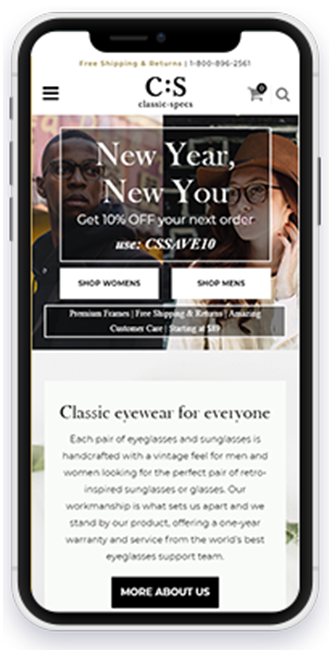 Free Shipping & Returns | 1-800-896-2561
C:S
0
classic-specs
New Year,
New You
Get 10% OFF your next order
use: CSSAVE10
SHOP WOMENS
SHOP MENS
Premium Frames | Free Shipping & Returns | Amazing
Customer Care | Starting at $89
Classic eyewear for everyone
Each pair of eyeglasses and sunglasses is
handcrafted with a vintage feel for men and
women looking for the perfect pair of retro-
inspired sunglasses or glasses. Our
workmanship is what sets us apart and we
stand by our product, offering a one-year
warranty and service from the world's best
eyeglasses support team.
MORE ABOUT US